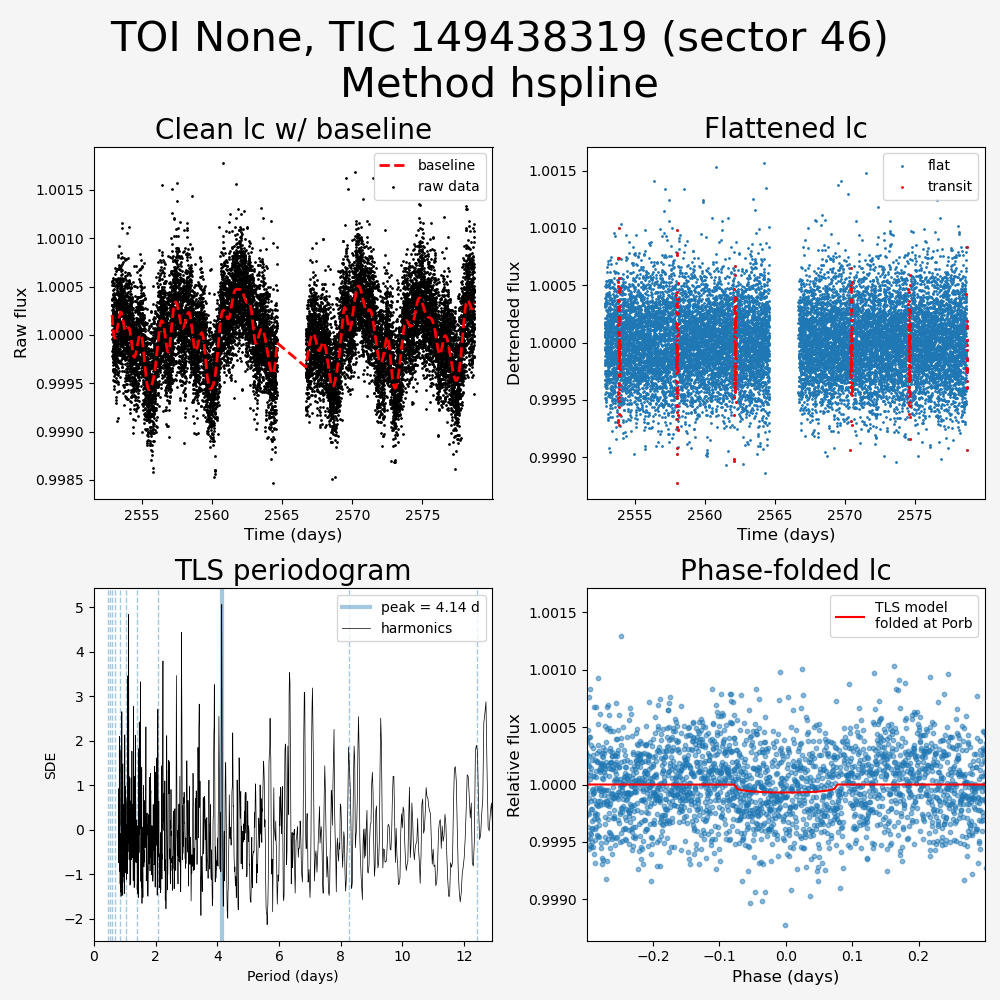 TOI None, TIC 149438319 (sector 46)
Method hspline
Clean lc w/ baseline
baseline
raw data
1.0015
1.0010
1.0005
1.0000
0.9995
0.9990
0.9985
Raw flux
2555 2560 2565 2570 2575
Time (days)
Flattened lc
flat
transit
1.0015
1.0010
1.0005
1.0000
0.9995
0.9990
Detrended flux
2555 2560 2565 2570 2575
Time (days)
TLS periodogram
peak = 4.14 d
harmonics
5
4
3
2
1
0
−1
−2
SDE
0 2 4 6 8 10 12
Period (days)
Phase-folded lc
TLS model
folded at Porb
1.0015
1.0010
1.0005
1.0000
0.9995
0.9990
Relative flux
−0.2 −0.1 0.0 0.1 0.2
Phase (days)